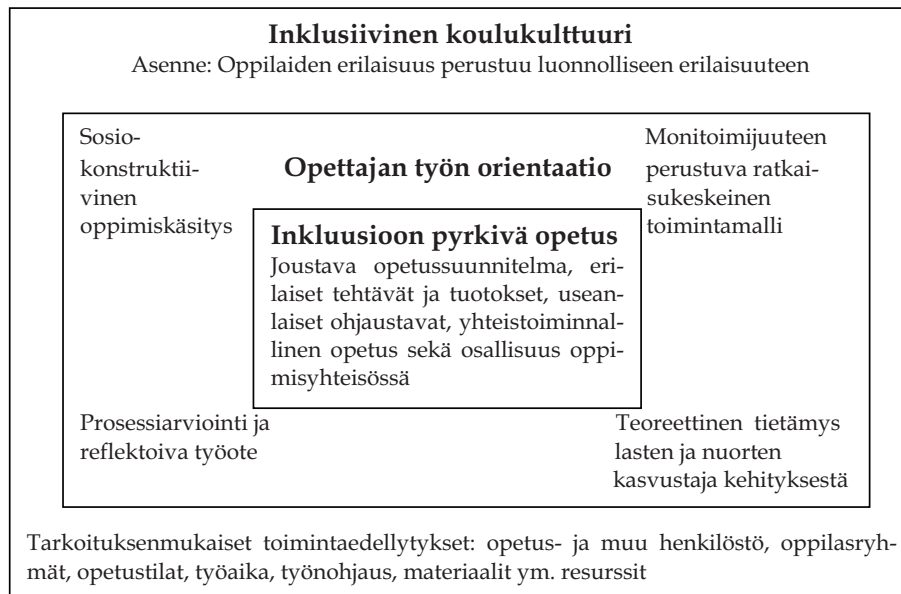 Inklusiivinen koulukulttuuri
Asenne: Oppilaiden erilaisuus perustuu luonnolliseen erilaisuuteen
Sosio-
konstruktii-
vinen
oppimiskäsitys
Opettajan työn orientaatio
Monitoimijuuteen
perustuva ratkai-
sukeskeinen
toimintamalli
Inkluusioon pyrkivä opetus
Joustava opetussuunnitelma, eri-
laiset tehtävät ja tuotokset, usean-
laiset ohjaustavat, yhteistoiminnal-
linen opetus sekä osallisuus oppi-
misyhteisössä
Prosessiarviointi ja
reflektoiva työote
Teoreettinen tietämys
lasten ja nuorten
kasvustaja kehityksestä
Tarkoituksenmukaiset toimintaedellytykset: opetus- ja muu henkilöstö, oppilasryh-
mät, opetustilat, työaika, työnohjaus, materiaalit ym. resurssit